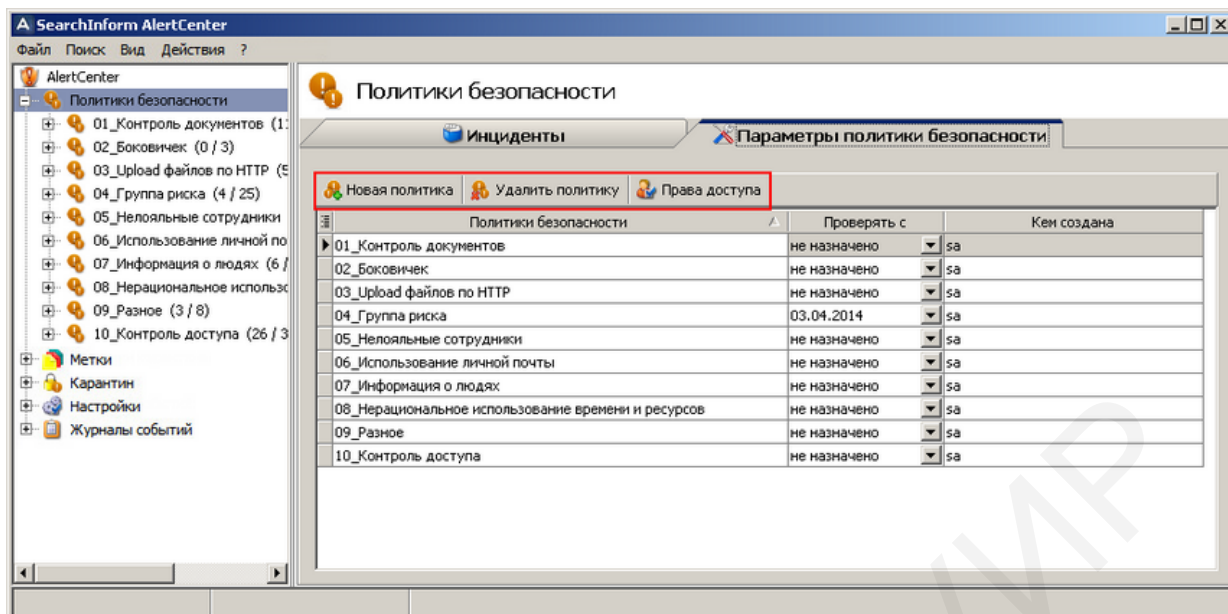 SearchInform AlertCenter
Файл Поиск Вид Действия ?
AlertCenter
Политики безопасности
01_Контроль документов (1
02_Боковичек (0 / 3)
03_Upload файлов по HTTP (5
04_Группа риска (4 / 25)
05_Нелояльные сотрудники
06_Использование личной по
07_Информация о людях (6 /
08_Нерациональное использо
09_Разное (3 / 8)
10_Контроль доступа (26 / 3
Метки
Карантин
Настройки
Журналы событий
Политики безопасности
Инциденты Параметры политики безопасности
Новая политика Удалить политику Права доступа
Политики безопасности Проверять с Кем создана
01_Контроль документов не назначено sa
02_Боковичек не назначено sa
03_Upload файлов по HTTP не назначено sa
04_Группа риска 03.04.2014 sa
05_Нелояльные сотрудники не назначено sa
06_Использование личной почты не назначено sa
07_Информация о людях не назначено sa
08_Нерациональное использование времени и ресурсов не назначено sa
09_Разное не назначено sa
10_Контроль доступа не назначено sa